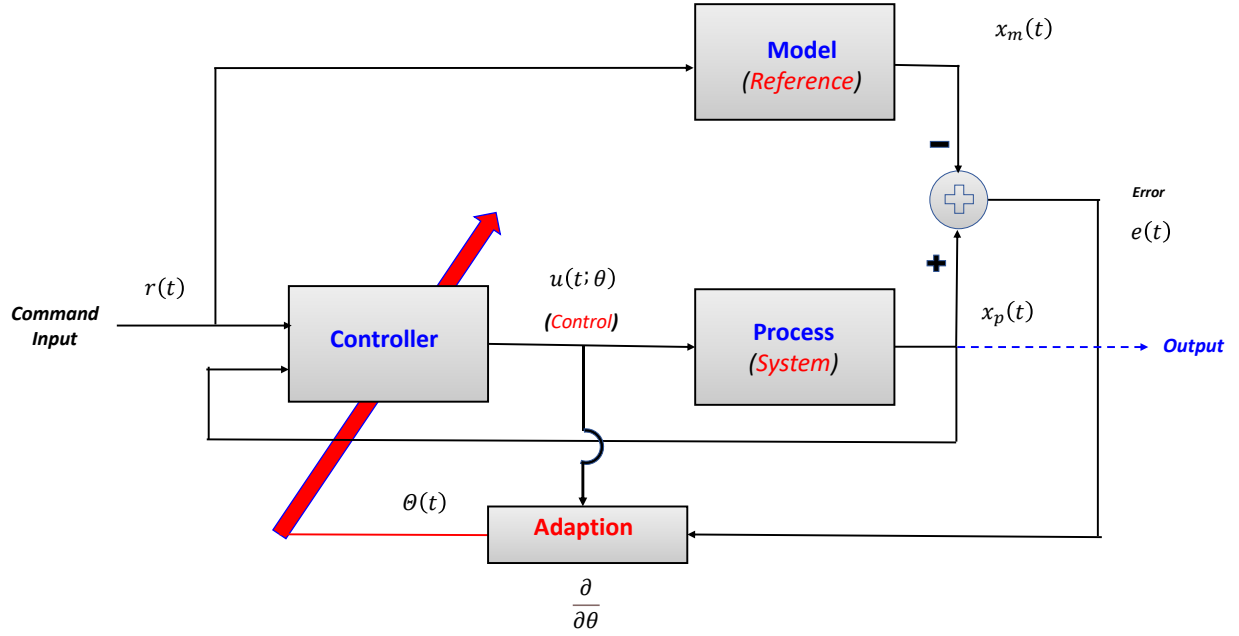 Model
(Reference)
x_m(t)
Error
e(t)
r(t)
Command
Input
Controller
u(t; θ)
(Control)
Process
(System)
x_p(t)
Output
Θ(t)
Adaption
∂
∂θ